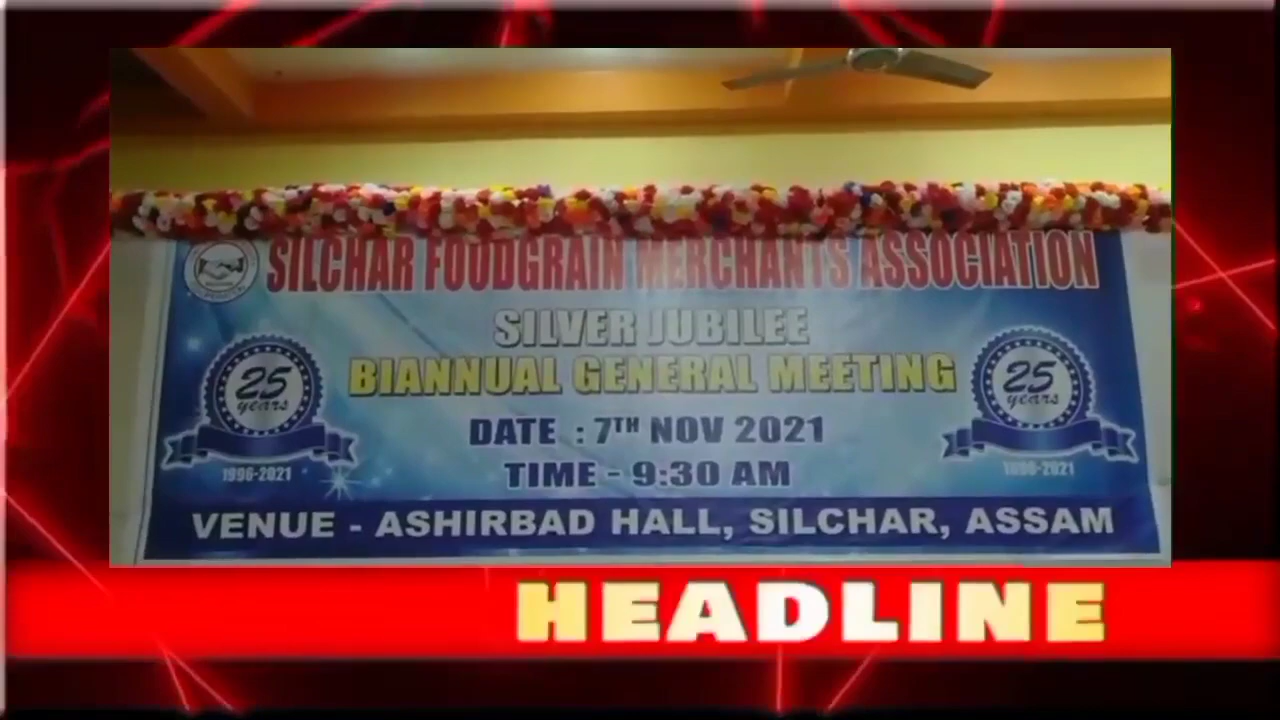 SILCHAR FOODGRAIN MERCHANTS ASSOCIATION
SILVER JUBILEE
BIANNUAL GENERAL MEETING
25 years
1996-2021
25 years
1996-2021
DATE : 7TH NOV 2021
TIME - 9:30 AM
VENUE - ASHIRBAD HALL, SILCHAR, ASSAM
HEADLINE